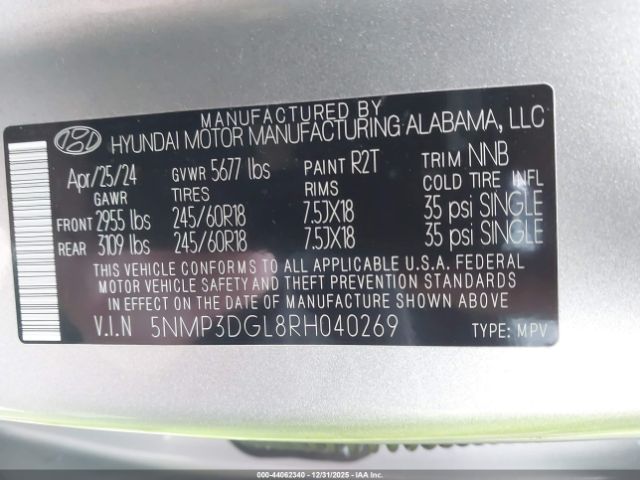 MANUFACTURED BY
HYUNDAI MOTOR MANUFACTURING ALABAMA, LLC
Apr/25/24 GVWR 5677 lbs PAINT R2T TRIM NNB
GAWR TIRES RIMS COLD TIRE INFL
FRONT 2955 lbs 245/60R18 7.5JX18 35 psi SINGLE
REAR 3109 lbs 245/60R18 7.5JX18 35 psi SINGLE
THIS VEHICLE CONFORMS TO ALL APPLICABLE U.S.A. FEDERAL
MOTOR VEHICLE SAFETY AND THEFT PREVENTION STANDARDS
IN EFFECT ON THE DATE OF MANUFACTURE SHOWN ABOVE
V.I.N 5NMP3DGL8RH040269 TYPE: MPV
000-44062340 - 12/31/2025 - COPART.CA